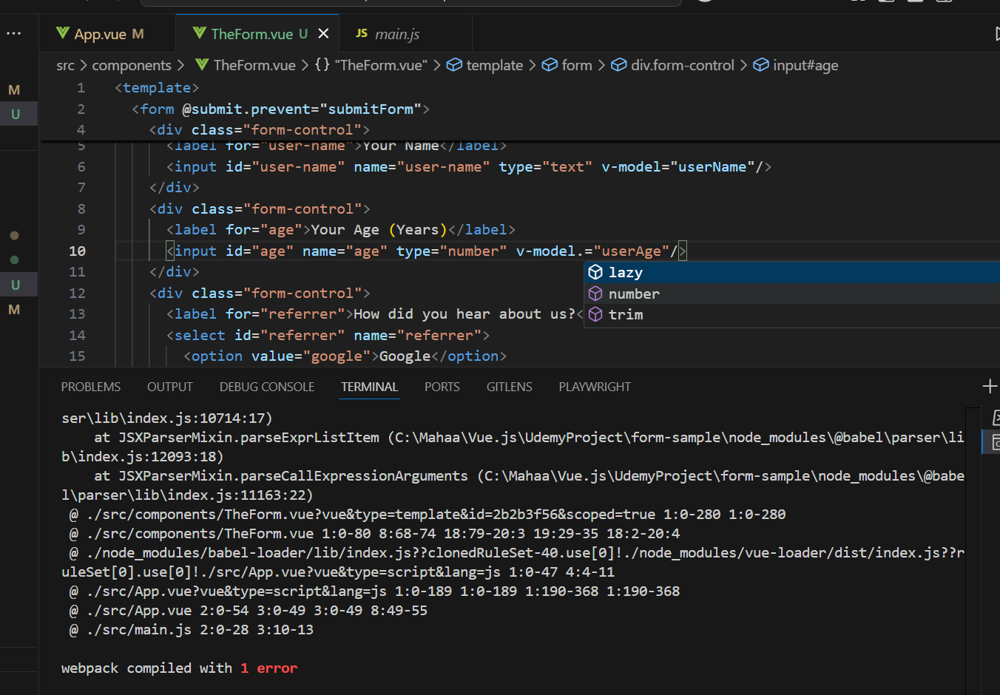 App.vue M
TheForm.vue U
JS main.js
src > components > TheForm.vue > {} "TheForm.vue" > template > form > div.form-control > input#age
M
U
U
M
1 <template>
2 <form @submit.prevent="submitForm">
4 <div class="form-control">
5 <label for="user-name">Your Name</label>
6 <input id="user-name" name="user-name" type="text" v-model="userName"/>
7 </div>
8 <div class="form-control">
9 <label for="age">Your Age (Years)</label>
10 <input id="age" name="age" type="number" v-model.="userAge"/>
11 </div>
12 <div class="form-control">
13 <label for="referrer">How did you hear about us?<
14 <select id="referrer" name="referrer">
15 <option value="google">Google</option>
lazy
number
trim
PROBLEMS OUTPUT DEBUG CONSOLE TERMINAL PORTS GITLENS PLAYWRIGHT
ser\lib\index.js:10714:17)
at JSXParserMixin.parseExprListItem (C:\Mahaa\Vue.js\UdemyProject\form-sample\node_modules\@babel\parser\li
b\index.js:12093:18)
at JSXParserMixin.parseCallExpressionArguments (C:\Mahaa\Vue.js\UdemyProject\form-sample\node_modules\@babe
l\parser\lib\index.js:11163:22)
@ ./src/components/TheForm.vue?vue&type=template&id=2b2b3f56&scoped=true 1:0-280 1:0-280
@ ./src/components/TheForm.vue 1:0-80 8:68-74 18:79-20:3 19:29-35 18:2-20:4
@ ./node_modules/babel-loader/lib/index.js??clonedRuleSet-40.use[0]!./node_modules/vue-loader/dist/index.js??r
uleSet[0].use[0]!./src/App.vue?vue&type=script&lang=js 1:0-47 4:4-11
@ ./src/App.vue?vue&type=script&lang=js 1:0-189 1:0-189 1:190-368 1:190-368
@ ./src/App.vue 2:0-54 3:0-49 3:0-49 8:49-55
@ ./src/main.js 2:0-28 3:10-13
webpack compiled with 1 error